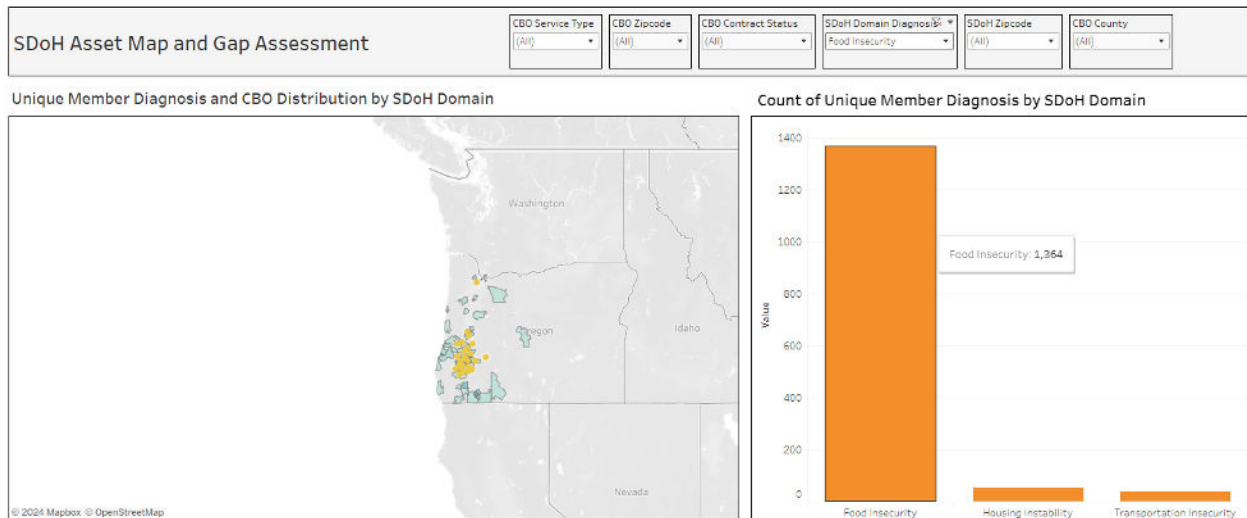 SDoH Asset Map and Gap Assessment
CBO Service Type
(All)
CBO Zipcode
(All)
CBO Contract Status
(All)
SDoH Domain Diagnosis
Food Insecurity
SDoH Zipcode
(All)
CBO County
(All)
Unique Member Diagnosis and CBO Distribution by SDoH Domain
Washington
Idaho
Nevada
© 2024 Mapbox © OpenStreetMap
Count of Unique Member Diagnosis by SDoH Domain
Value
1400
1200
1000
800
600
400
200
0
Food Insecurity: 1,364
Food Insecurity
Housing Instability
Transportation Insecurity